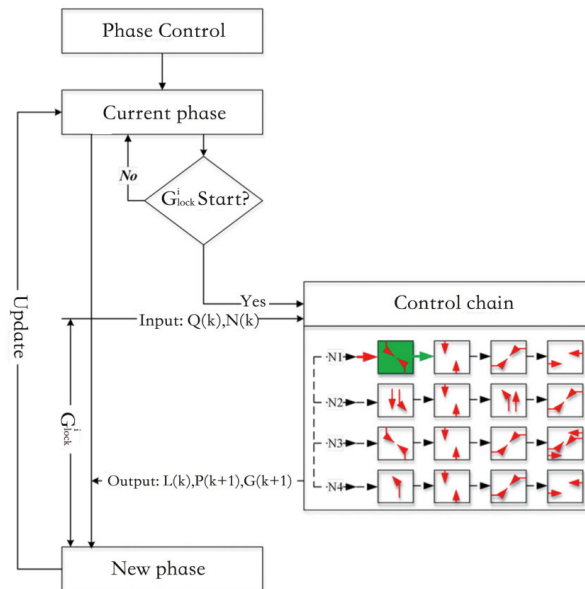 Phase Control
Current phase
No
G^i_lock Start?
Yes
Control chain
Input: Q(k),N(k)
Update
G^i_lock
N1
N2
N3
N4
Output: L(k),P(k+1),G(k+1)
New phase